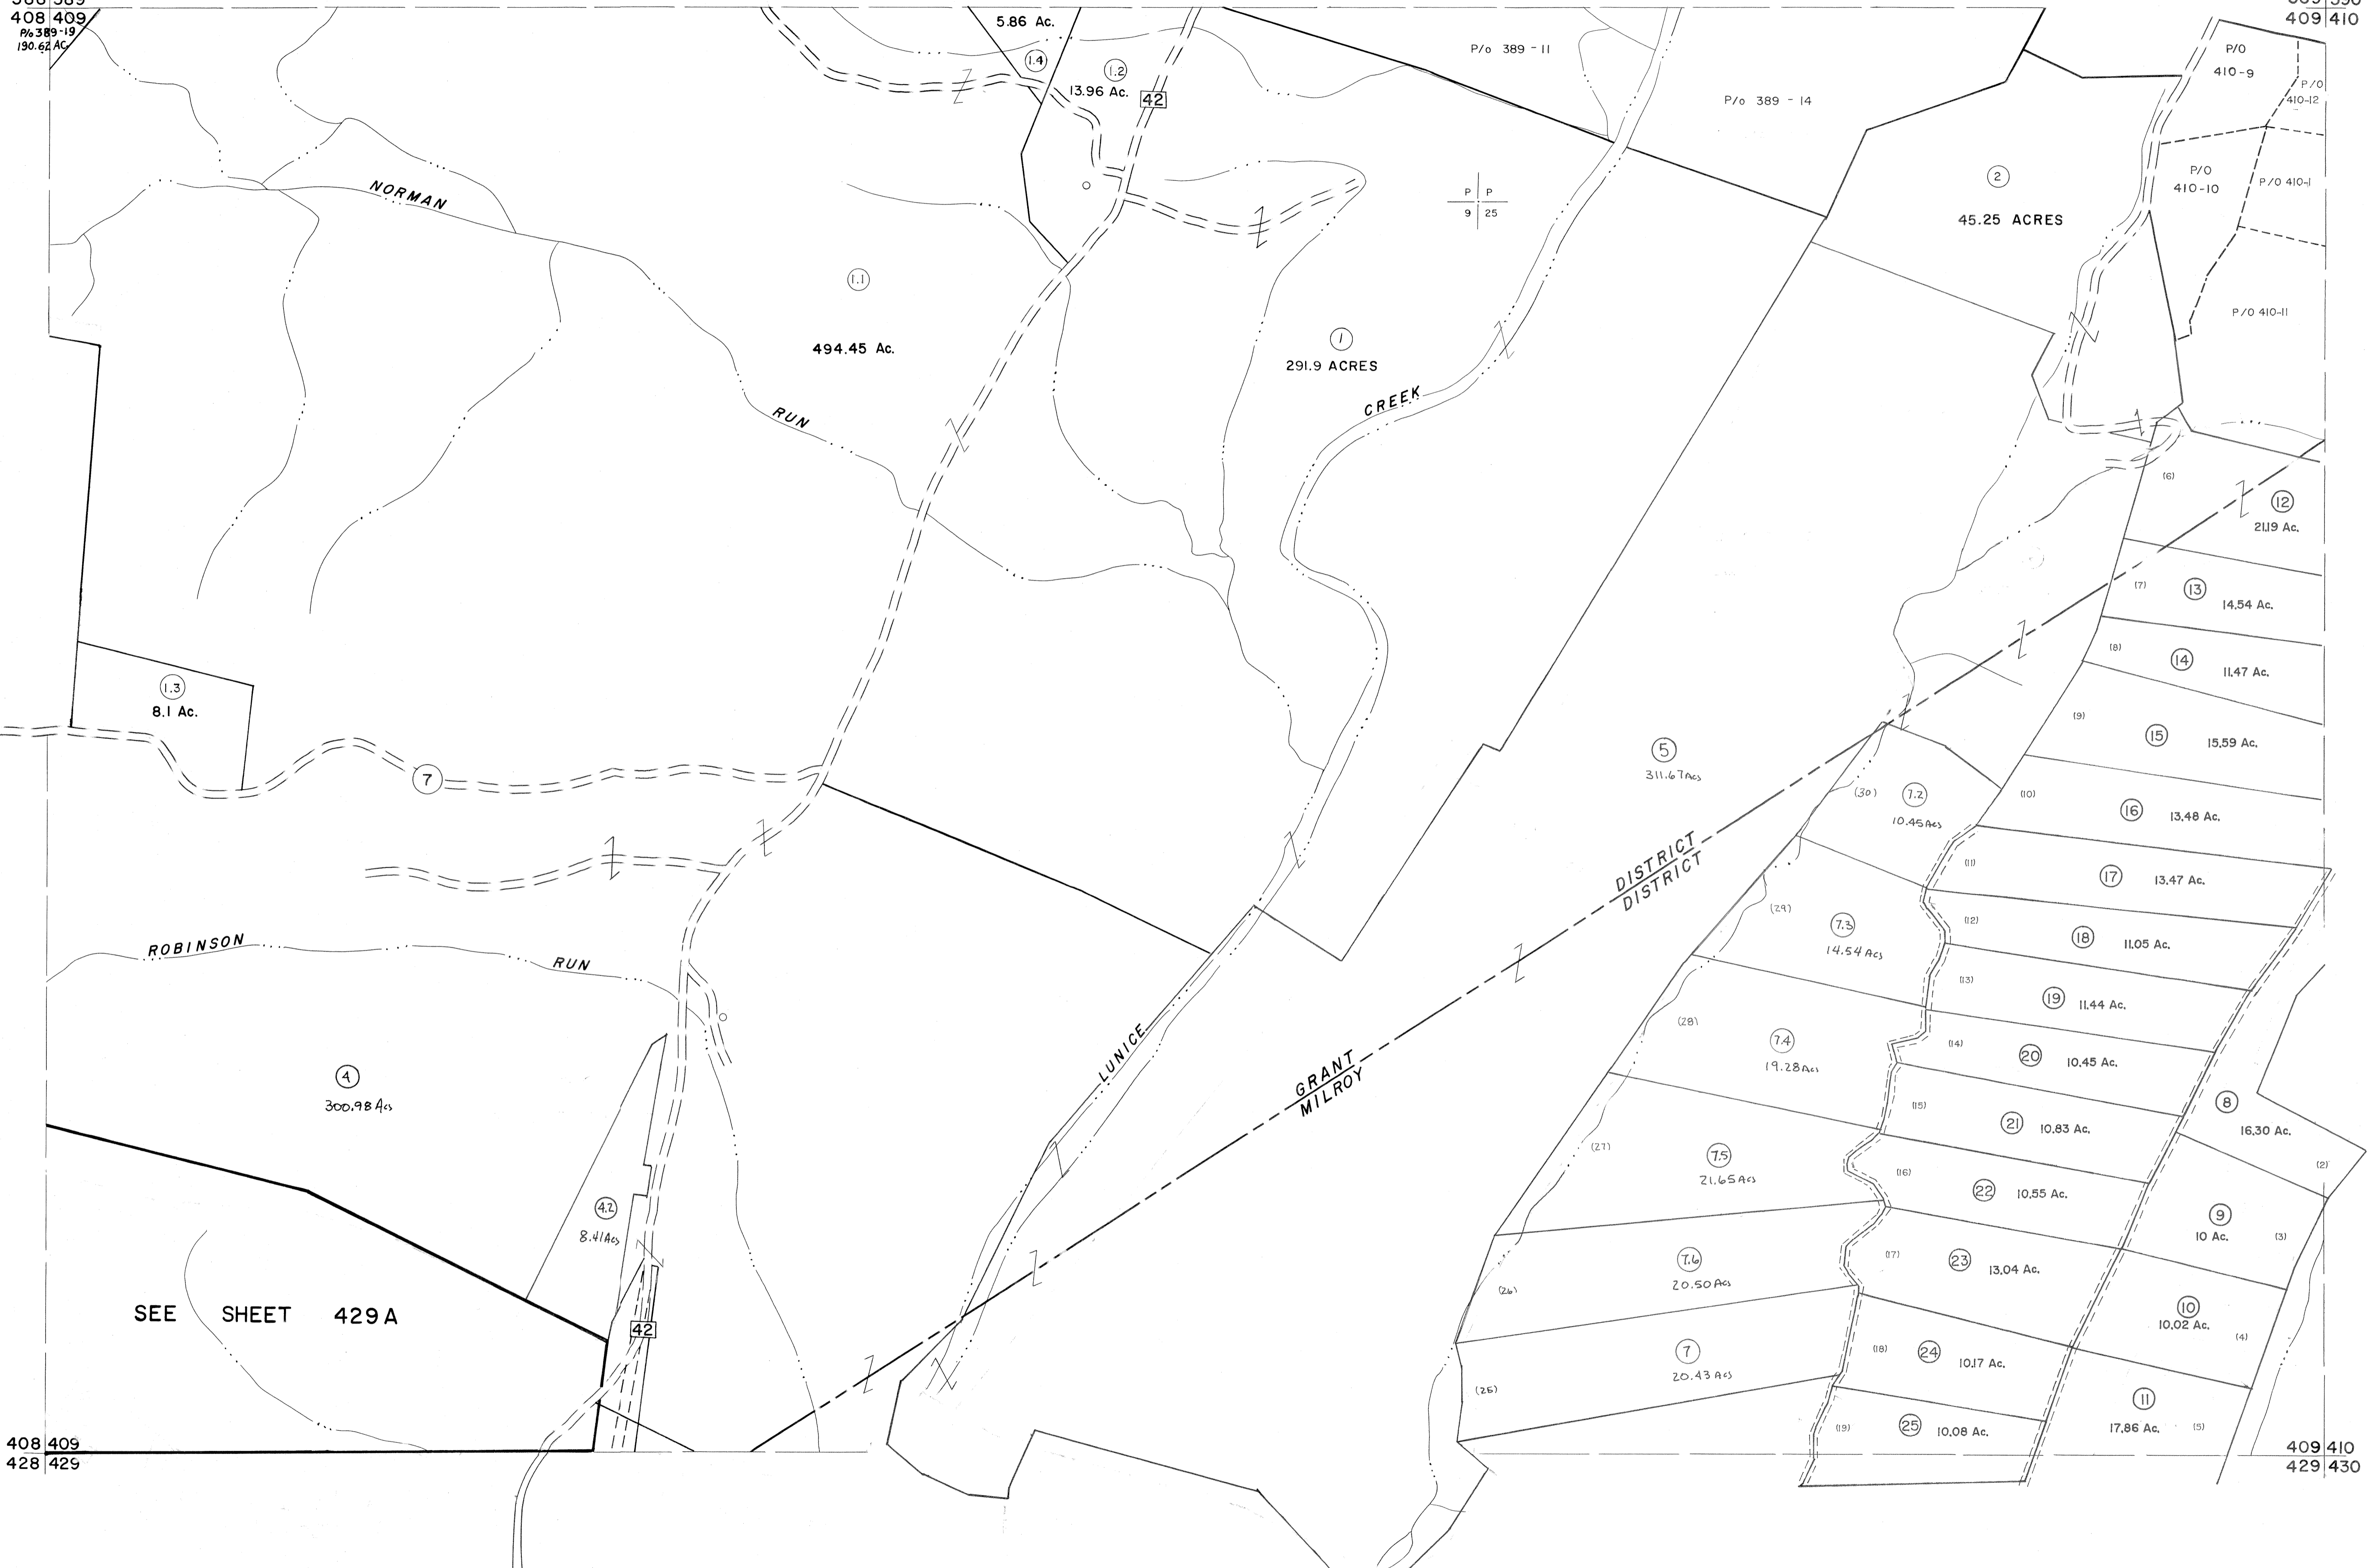 408 409
P/o 389-19
190.62 AC.
409 410
5.86 Ac.
1.4
1.2
13.96 Ac.
42
P/o 389-11
P/o 389-14
P/O
410-9
P/O
410-12
P/O
410-10
P/O 410-1
P/O 410-11
P P
9 25
2
45.25 ACRES
NORMAN
RUN
1.1
494.45 Ac.
1
291.9 ACRES
CREEK
(6)
12
21.19 Ac.
(7)
13
14.54 Ac.
(8)
14
11.47 Ac.
(9)
15
15.59 Ac.
(10)
16
13.48 Ac.
(11)
17
13.47 Ac.
(12)
18
11.05 Ac.
(13)
19
11.44 Ac.
(14)
20
10.45 Ac.
(15)
21
10.83 Ac.
(16)
22
10.55 Ac.
(17)
23
13.04 Ac.
(18)
24
10.17 Ac.
(19)
25
10.08 Ac.
1.3
8.1 Ac.
7
5
311.67 Acs
DISTRICT
DISTRICT
GRANT
MILROY
(30)
7.2
10.45 Acs
(29)
7.3
14.54 Acs
(28)
7.4
19.28 Acs
(27)
7.5
21.65 Acs
(26)
7.6
20.50 Acs
(25)
7
20.43 Acs
8
16.30 Ac.
(2)
9
10 Ac.
(3)
10
10.02 Ac.
(4)
11
17.86 Ac.
(5)
ROBINSON
RUN
LUNICE
4
300.98 Acs
4.2
8.41 Acs
SEE SHEET 429A
42
408 409
428 429
409 410
429 430